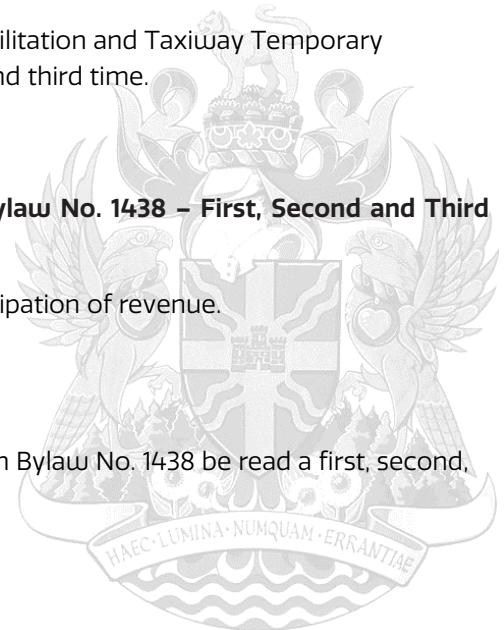 ilitation and Taxiway Temporary
nd third time.
ylaw No. 1438 – First, Second and Third
ipation of revenue.
n Bylaw No. 1438 be read a first, second,
HAEC·LUMINA·NUMQUAM·ERRANTIAE